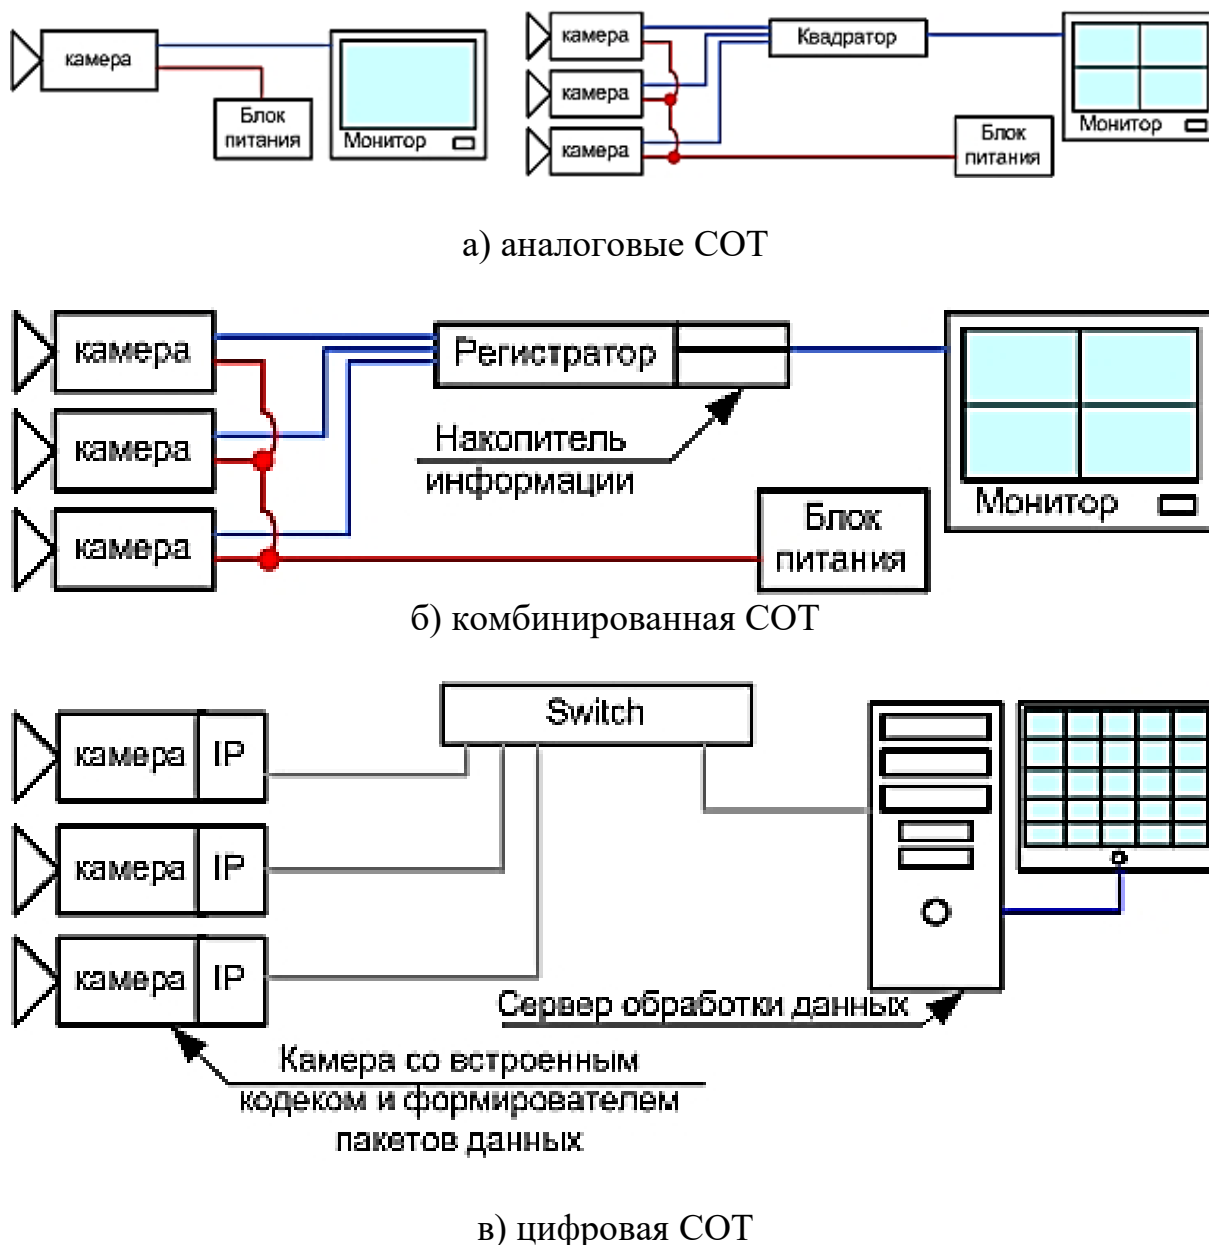 камера
Блок
питания
Монитор
камера
камера
камера
Квадратор
Блок
питания
Монитор
а) аналоговые СОТ
камера
камера
камера
Регистратор
Накопитель
информации
Блок
питания
Монитор
б) комбинированная СОТ
Switch
камера IP
камера IP
камера IP
Сервер обработки данных
Камера со встроенным
кодеком и формирователем
пакетов данных
в) цифровая СОТ